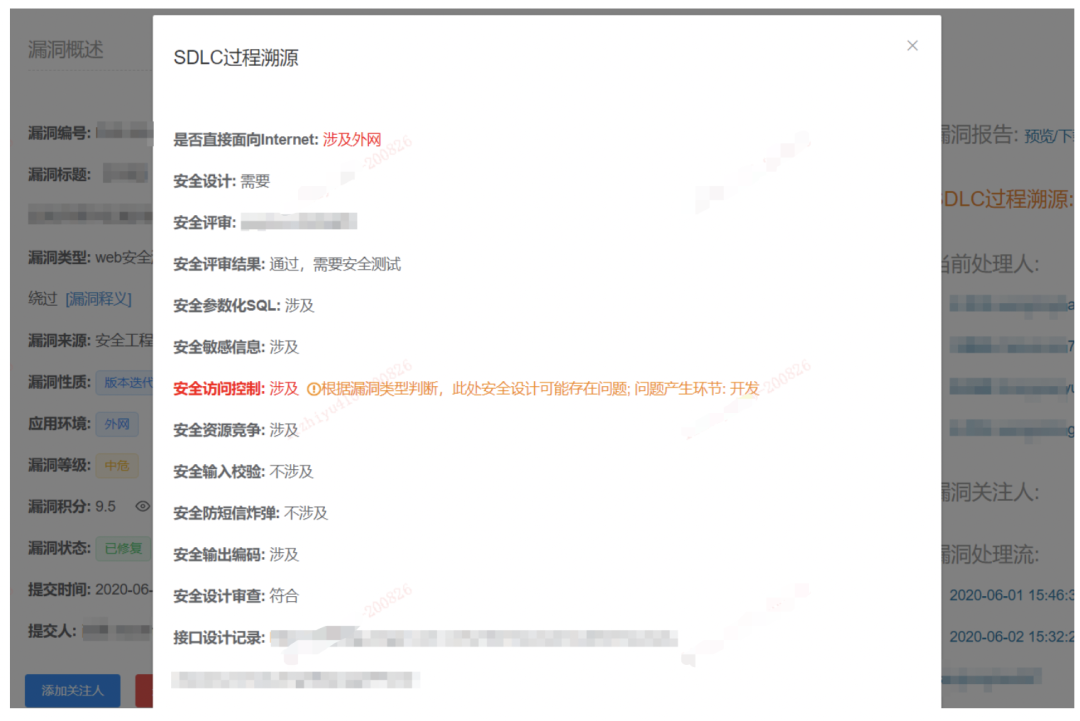 漏洞概述
SDLC过程溯源
漏洞编号:
是否直接面向Internet: 涉及外网
漏洞报告: 预览/下
漏洞标题:
安全设计: 需要
SDLC过程溯源:
安全评审:
漏洞类型: web安全
安全评审结果: 通过，需要安全测试
当前处理人:
绕过 [漏洞释义]
安全参数化SQL: 涉及
漏洞来源: 安全工程
安全敏感信息: 涉及
漏洞性质: 版本迭代
安全访问控制: 涉及 根据漏洞类型判断，此处安全设计可能存在问题; 问题产生环节: 开发
应用环境: 外网
安全资源竞争: 涉及
漏洞等级: 中危
安全输入校验: 不涉及
漏洞关注人:
漏洞积分: 9.5
安全防短信炸弹: 不涉及
漏洞状态: 已修复
安全输出编码: 涉及
漏洞处理流:
提交时间: 2020-06-
安全设计审查: 符合
2020-06-01 15:46:3
提交人:
接口设计记录:
2020-06-02 15:32:2
添加关注人